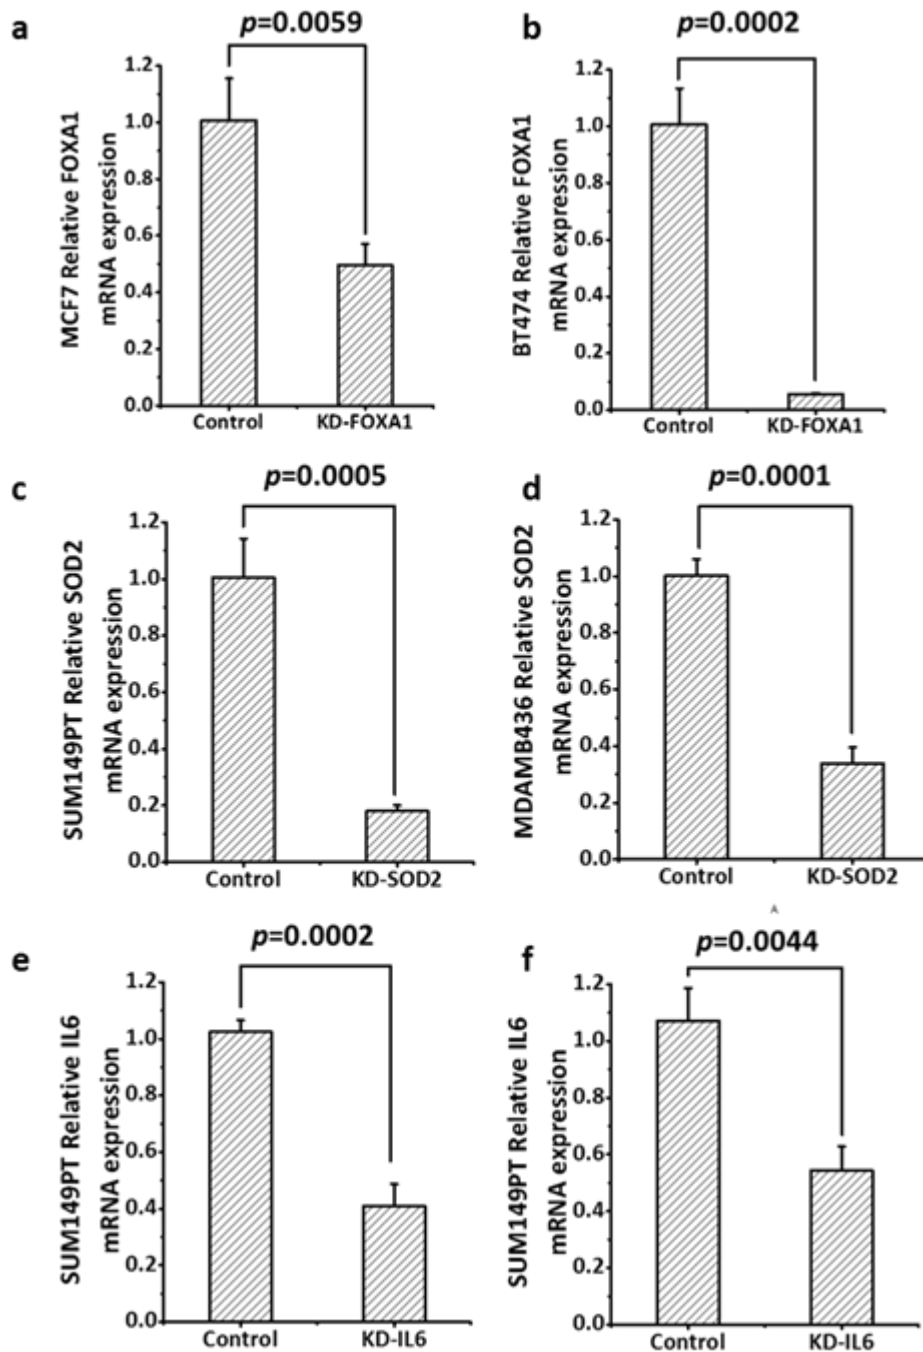 a
p=0.0059
MCF7 Relative FOXA1
mRNA expression
1.2
1.0
0.8
0.6
0.4
0.2
0.0
Control
KD-FOXA1
b
p=0.0002
BT474 Relative FOXA1
mRNA expression
1.2
1.0
0.8
0.6
0.4
0.2
0.0
Control
KD-FOXA1
c
p=0.0005
SUM149PT Relative SOD2
mRNA expression
1.2
1.0
0.8
0.6
0.4
0.2
0.0
Control
KD-SOD2
d
p=0.0001
MDAMB436 Relative SOD2
mRNA expression
1.2
1.0
0.8
0.6
0.4
0.2
0.0
Control
KD-SOD2
A
e
p=0.0002
SUM149PT Relative IL6
mRNA expression
1.2
1.0
0.8
0.6
0.4
0.2
0.0
Control
KD-IL6
f
p=0.0044
SUM149PT Relative IL6
mRNA expression
1.2
1.0
0.8
0.6
0.4
0.2
0.0
Control
KD-IL6